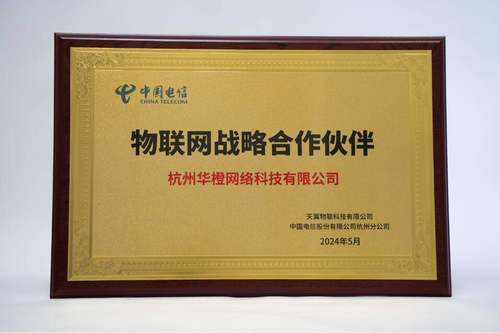 中国电信
CHINA TELECOM
物联网战略合作伙伴
杭州华橙网络科技有限公司
天翼物联科技有限公司
中国电信股份有限公司杭州分公司
2024年5月